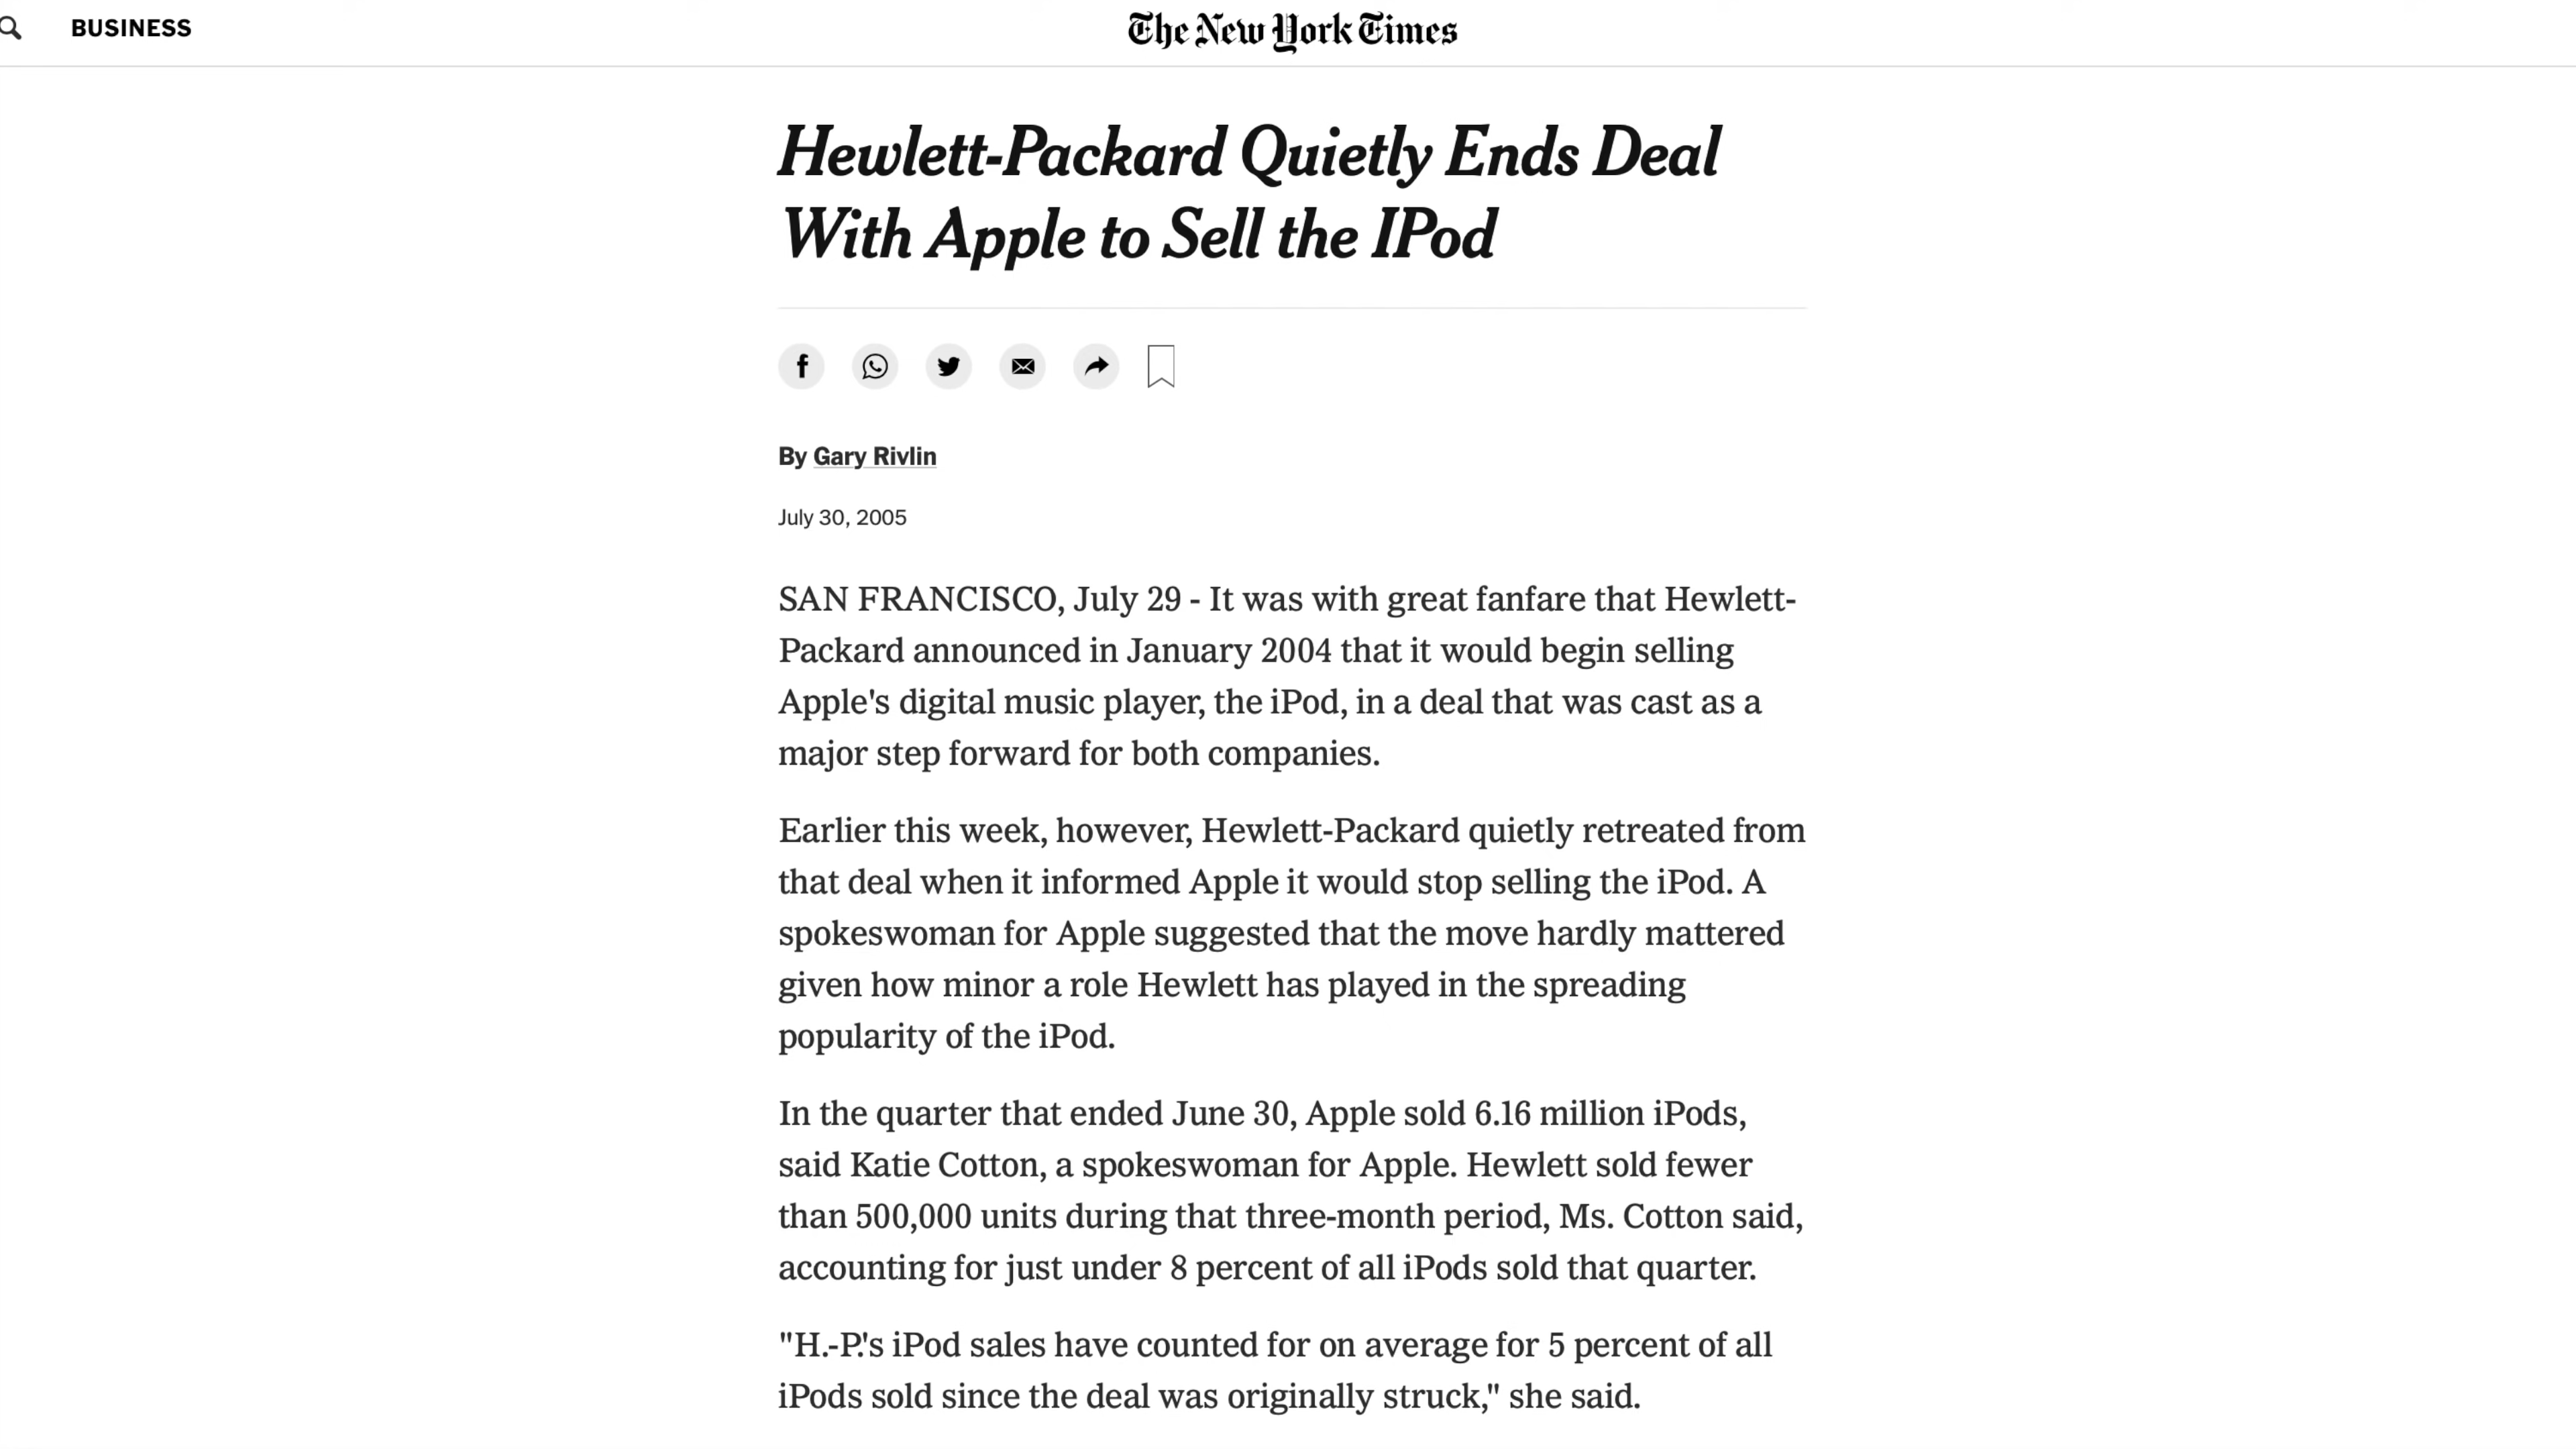 BUSINESS
The New York Times
Hewlett-Packard Quietly Ends Deal
With Apple to Sell the IPod
By Gary Rivlin
July 30, 2005
SAN FRANCISCO, July 29 - It was with great fanfare that Hewlett-
Packard announced in January 2004 that it would begin selling
Apple's digital music player, the iPod, in a deal that was cast as a
major step forward for both companies.
Earlier this week, however, Hewlett-Packard quietly retreated from
that deal when it informed Apple it would stop selling the iPod. A
spokeswoman for Apple suggested that the move hardly mattered
given how minor a role Hewlett has played in the spreading
popularity of the iPod.
In the quarter that ended June 30, Apple sold 6.16 million iPods,
said Katie Cotton, a spokeswoman for Apple. Hewlett sold fewer
than 500,000 units during that three-month period, Ms. Cotton said,
accounting for just under 8 percent of all iPods sold that quarter.
"H.-P.'s iPod sales have counted for on average for 5 percent of all
iPods sold since the deal was originally struck," she said.